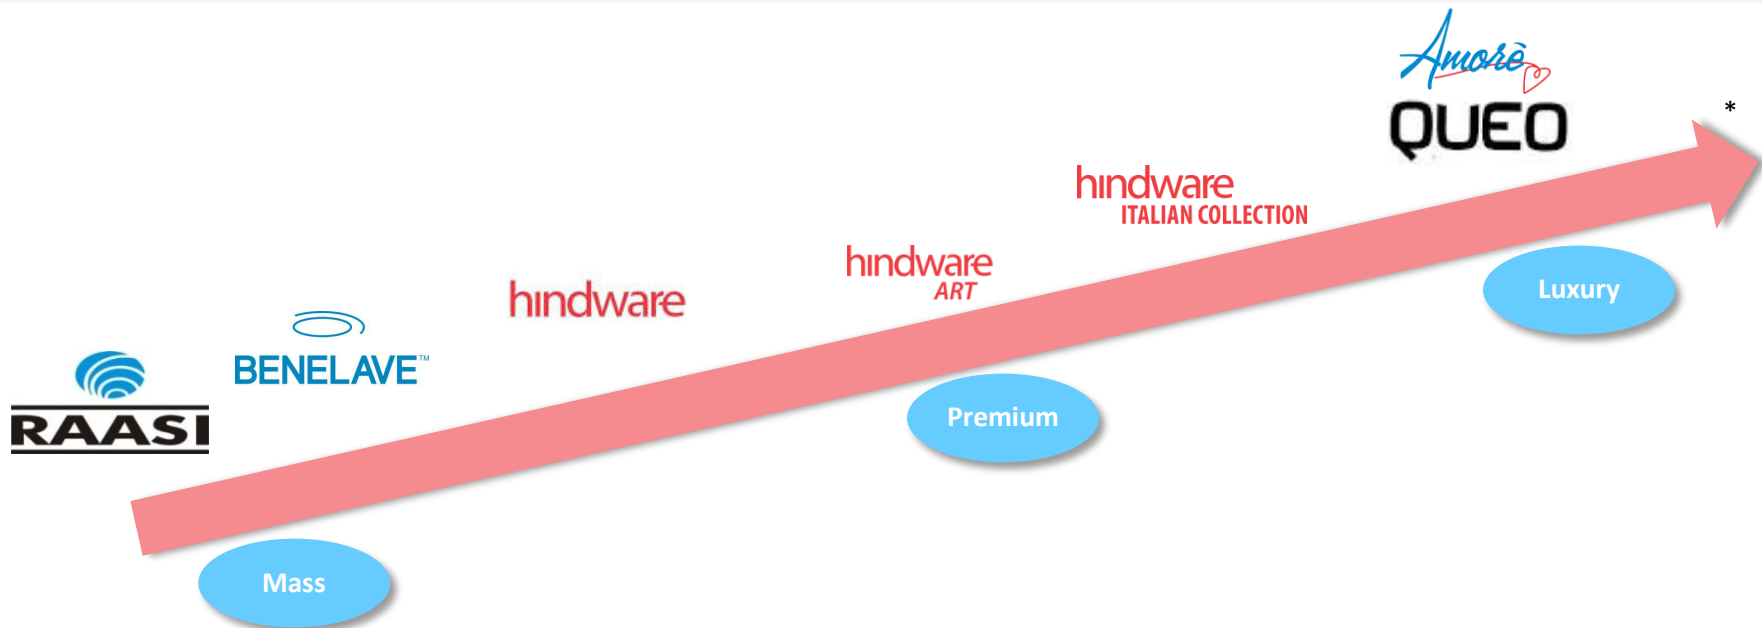 Amorè
QUEO
*
hindware
ITALIAN COLLECTION
hindware
ART
hindware
BENELAVE™
RAASI
Luxury
Premium
Mass